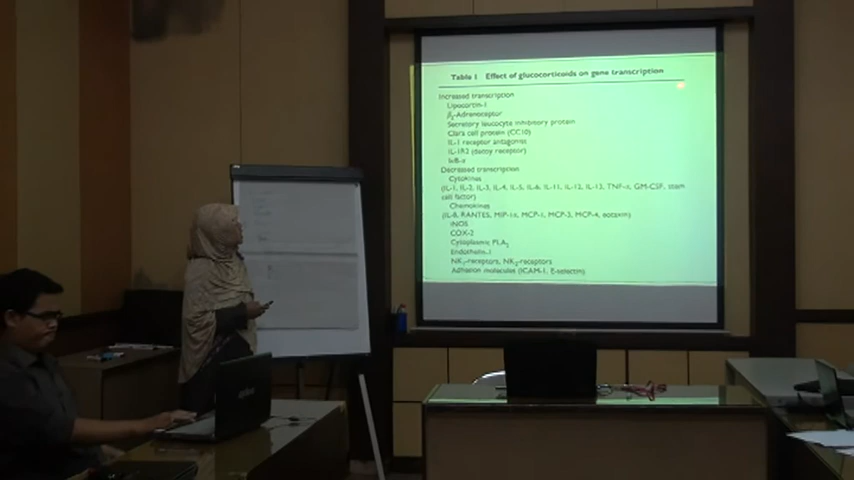 Table 1 Effect of glucocorticoids on gene transcription
Increased transcription
Lipocortin-1
β₂-Adrenoceptor
Secretory leucocyte inhibitory protein
Clara cell protein (CC10)
IL-1 receptor antagonist
IL-1R2 (decoy receptor)
IκB-α
Decreased transcription
Cytokines
(IL-1, IL-2, IL-3, IL-4, IL-5, IL-6, IL-11, IL-12, IL-13, TNF-α, GM-CSF, stem
cell factor)
Chemokines
(IL-8, RANTES, MIP-1α, MCP-1, MCP-3, MCP-4, eotaxin)
iNOS
COX-2
Cytoplasmic PLA₂
Endothelin-1
NK₁-receptors, NK₂-receptors
Adhesion molecules (ICAM-1, E-selectin)